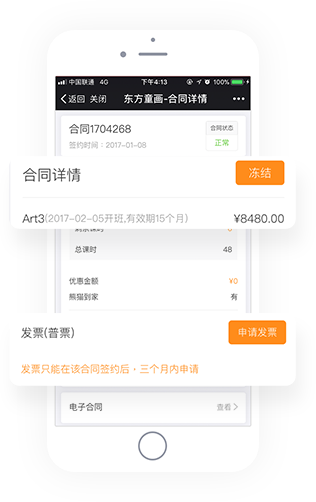 中国联通 4G 下午4:13 100%
返回 关闭 东方童画-合同详情
合同1704268 合同状态
签约时间：2017-01-08 正常
合同详情 冻结
Art3(2017-02-05开班,有效期15个月) ¥8480.00
总课时 48
优惠金额 ¥0
熊猫到家 有
发票(普票) 申请发票
发票只能在该合同签约后，三个月内申请
电子合同 查看